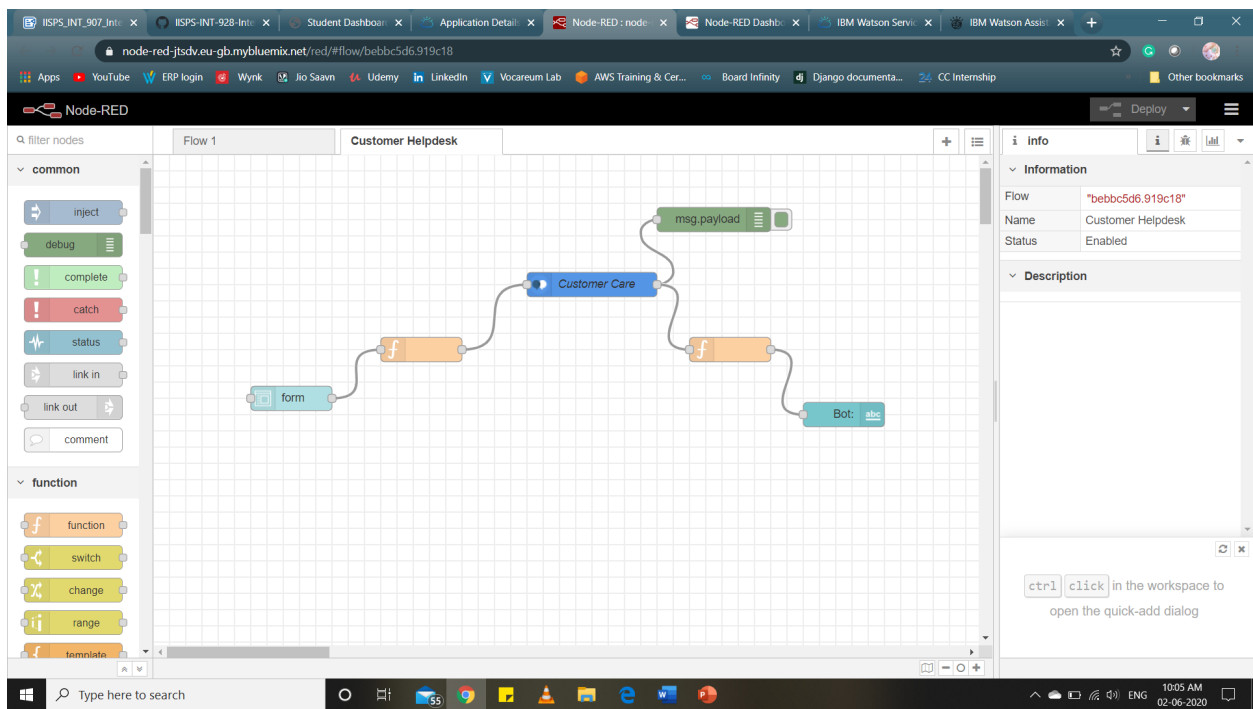 IISPS_INT_907_Inte
IISPS-INT-928-Inte
Student Dashboar
Application Details
Node-RED : node-
Node-RED Dashbo
IBM Watson Servic
IBM Watson Assist
node-red-jtsdv.eu-gb.mybluemix.net/red/#flow/bebbc5d6.919c18
Apps YouTube ERP login Wynk Jio Saavn Udemy LinkedIn Vocareum Lab AWS Training & Cer... Board Infinity Django documenta... CC Internship Other bookmarks
Node-RED
Deploy
filter nodes
Flow 1
Customer Helpdesk
i info
common
inject
debug
complete
catch
status
link in
link out
comment
function
function
switch
change
range
template
msg.payload
Customer Care
form
Bot: abc
Information
Flow "bebbc5d6.919c18"
Name Customer Helpdesk
Status Enabled
Description
ctrl click in the workspace to
open the quick-add dialog
Type here to search
55
ENG
10:05 AM
02-06-2020